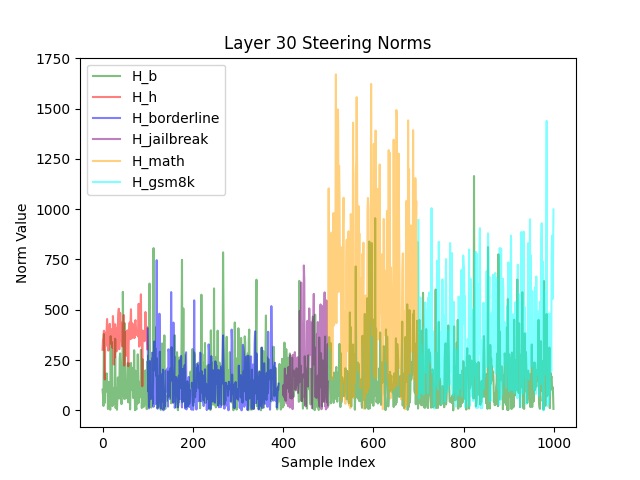 Layer 30 Steering Norms
1750
1500
1250
1000
750
500
250
0
Norm Value
H_b
H_h
H_borderline
H_jailbreak
H_math
H_gsm8k
0
200
400
600
800
1000
Sample Index